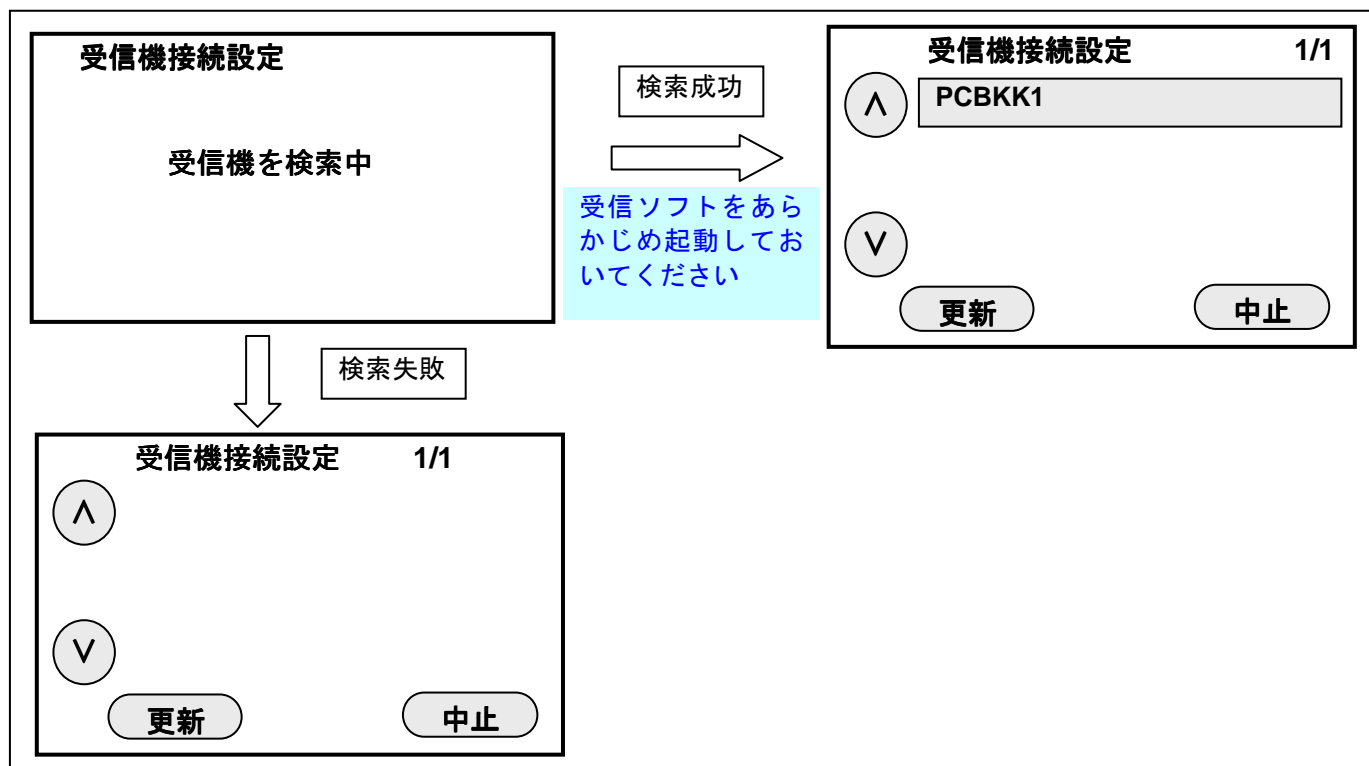 受信機接続設定
受信機を検索中
検索成功
受信ソフトをあら
かじめ起動してお
いてください
受信機接続設定 1/1
∧
PCBKK1
∨
更新 中止
検索失敗
受信機接続設定 1/1
∧
∨
更新 中止